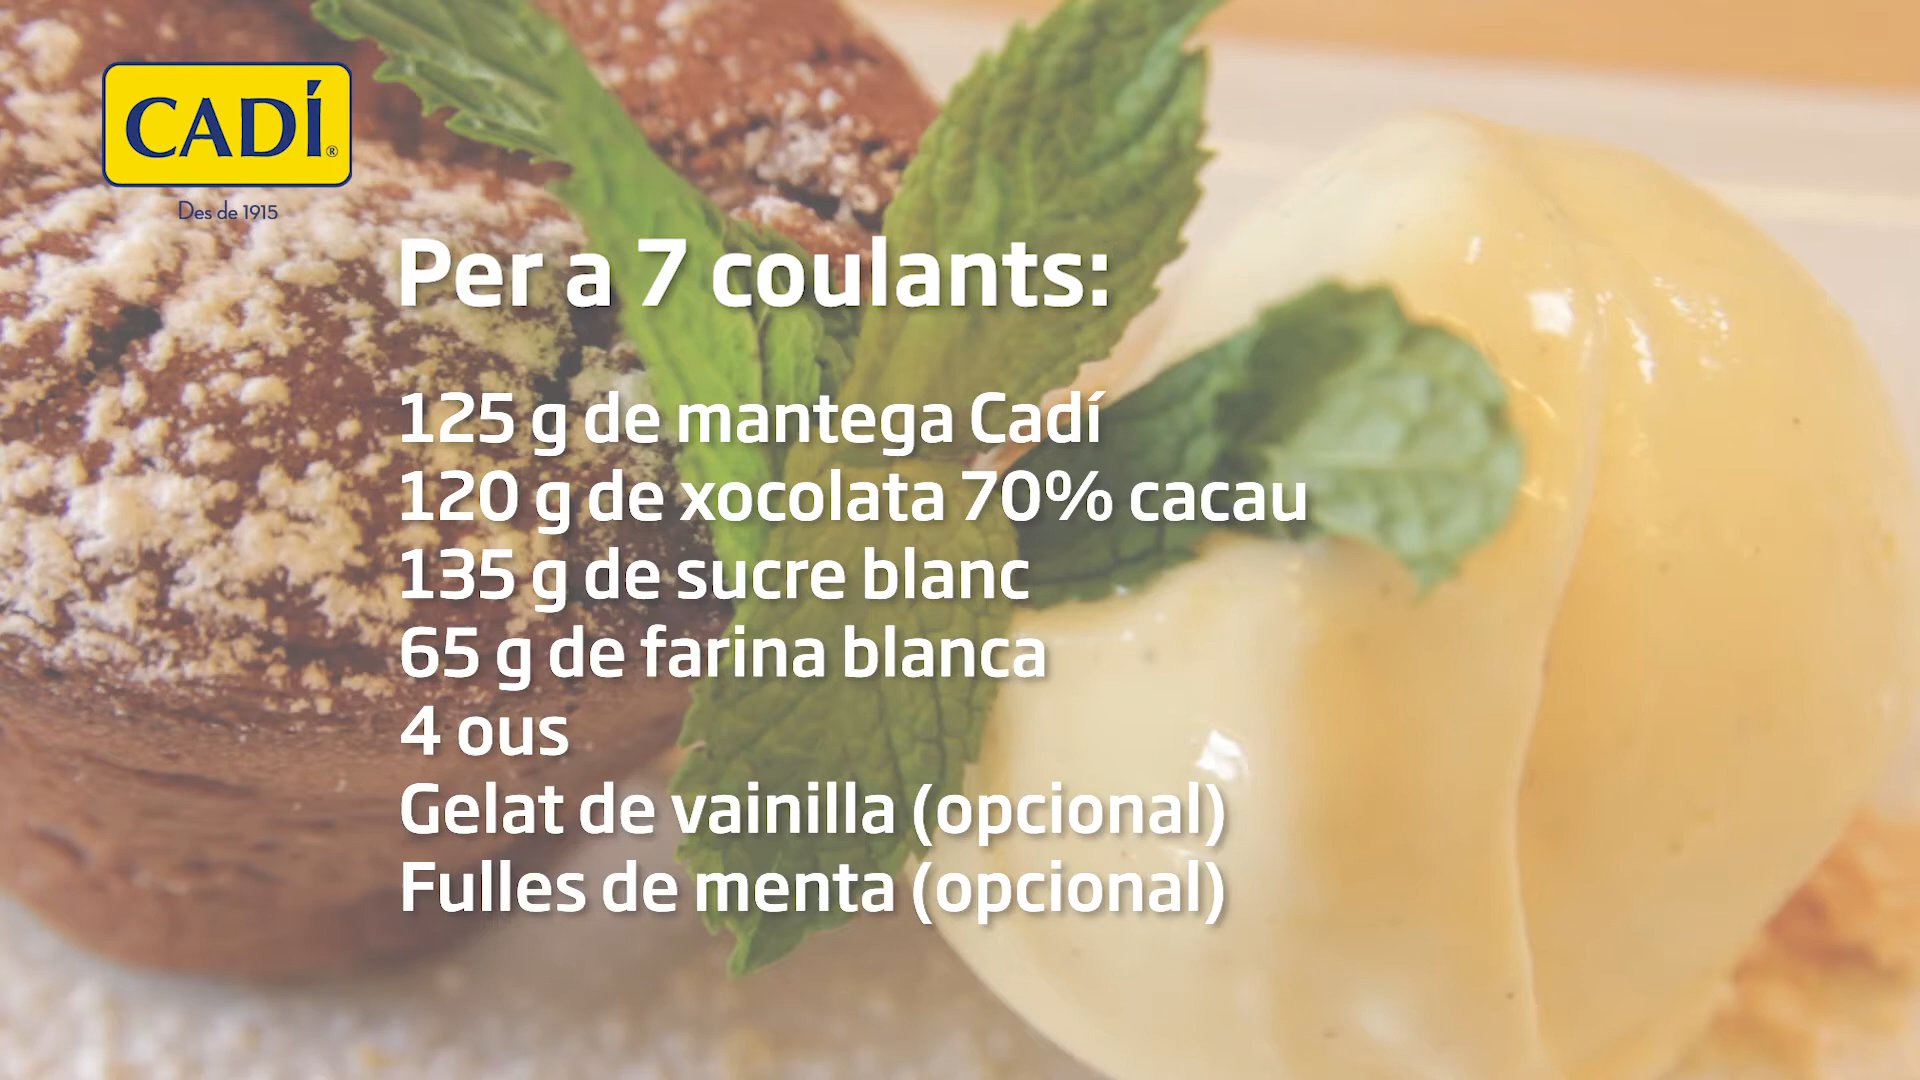 CADÍ®
Des de 1915
Per a 7 coulants:
125 g de mantega Cadí
120 g de xocolata 70% cacau
135 g de sucre blanc
65 g de farina blanca
4 ous
Gelat de vainilla (opcional)
Fulles de menta (opcional)